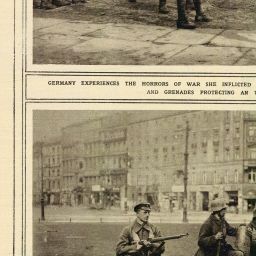 GERMANY EXPERIENCES THE HORRORS OF WAR SHE INFLICTED
AND GRENADES PROTECTING AN